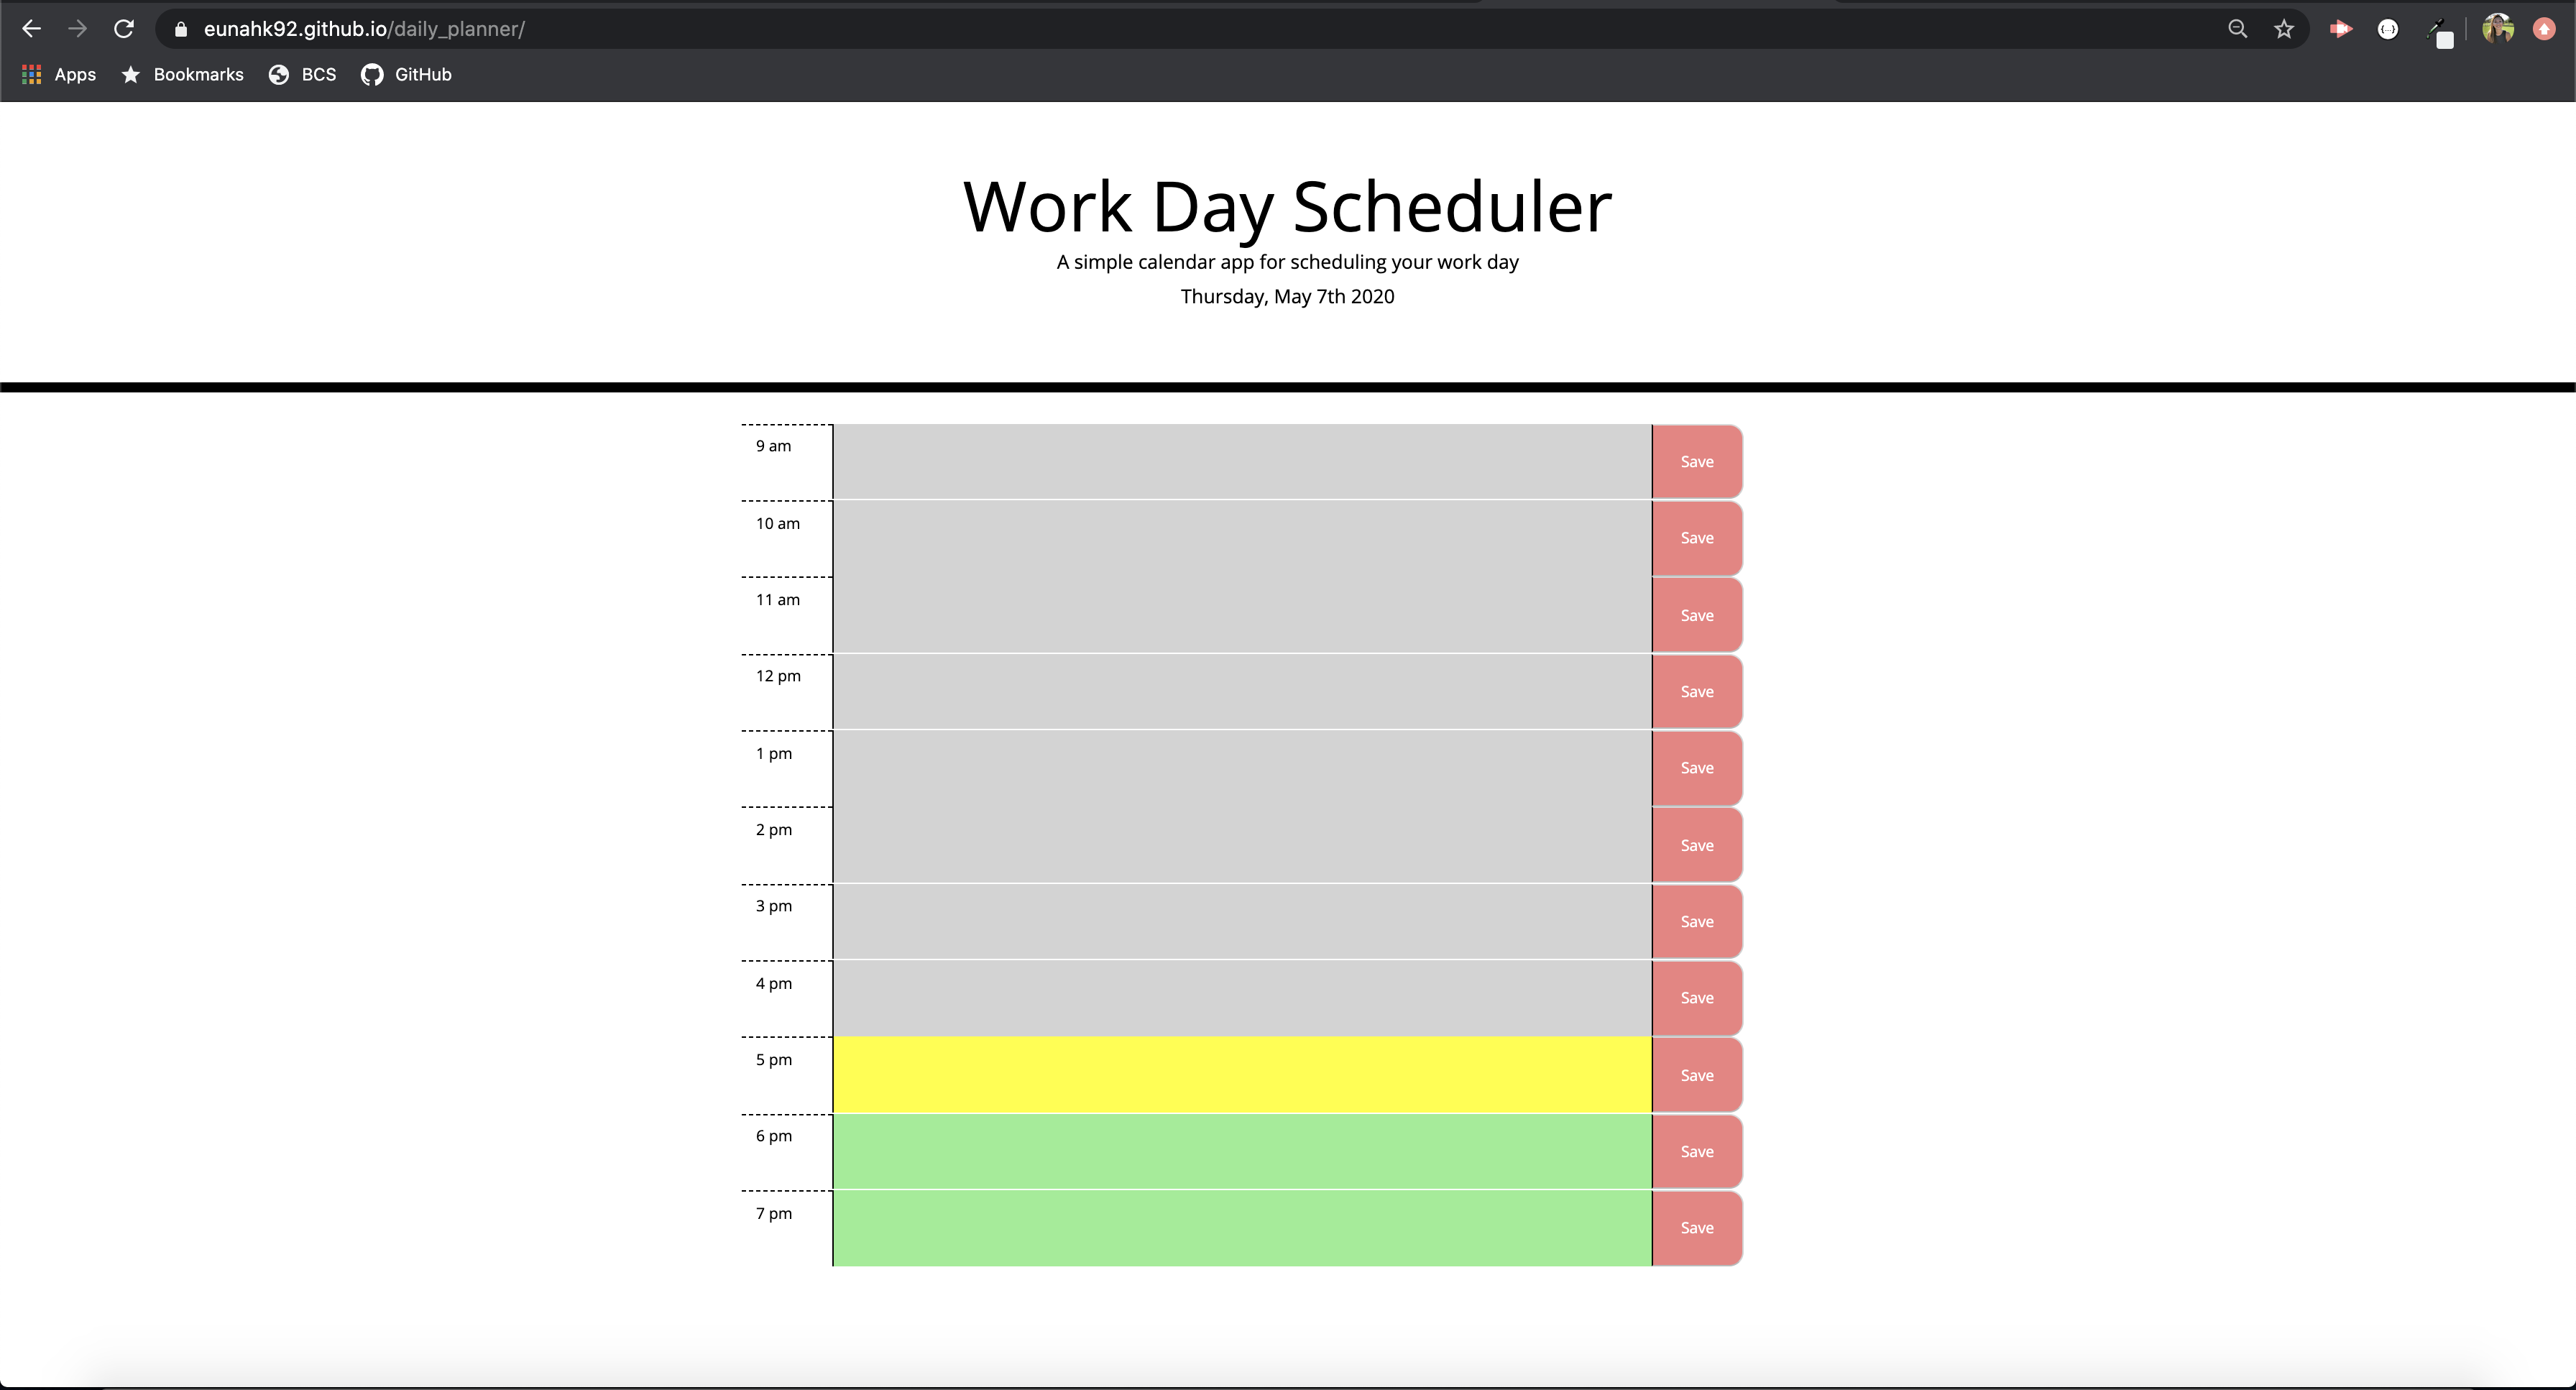 eunahk92.github.io/daily_planner/
Apps Bookmarks BCS GitHub
Work Day Scheduler
A simple calendar app for scheduling your work day
Thursday, May 7th 2020
9 am Save
10 am Save
11 am Save
12 pm Save
1 pm Save
2 pm Save
3 pm Save
4 pm Save
5 pm Save
6 pm Save
7 pm Save